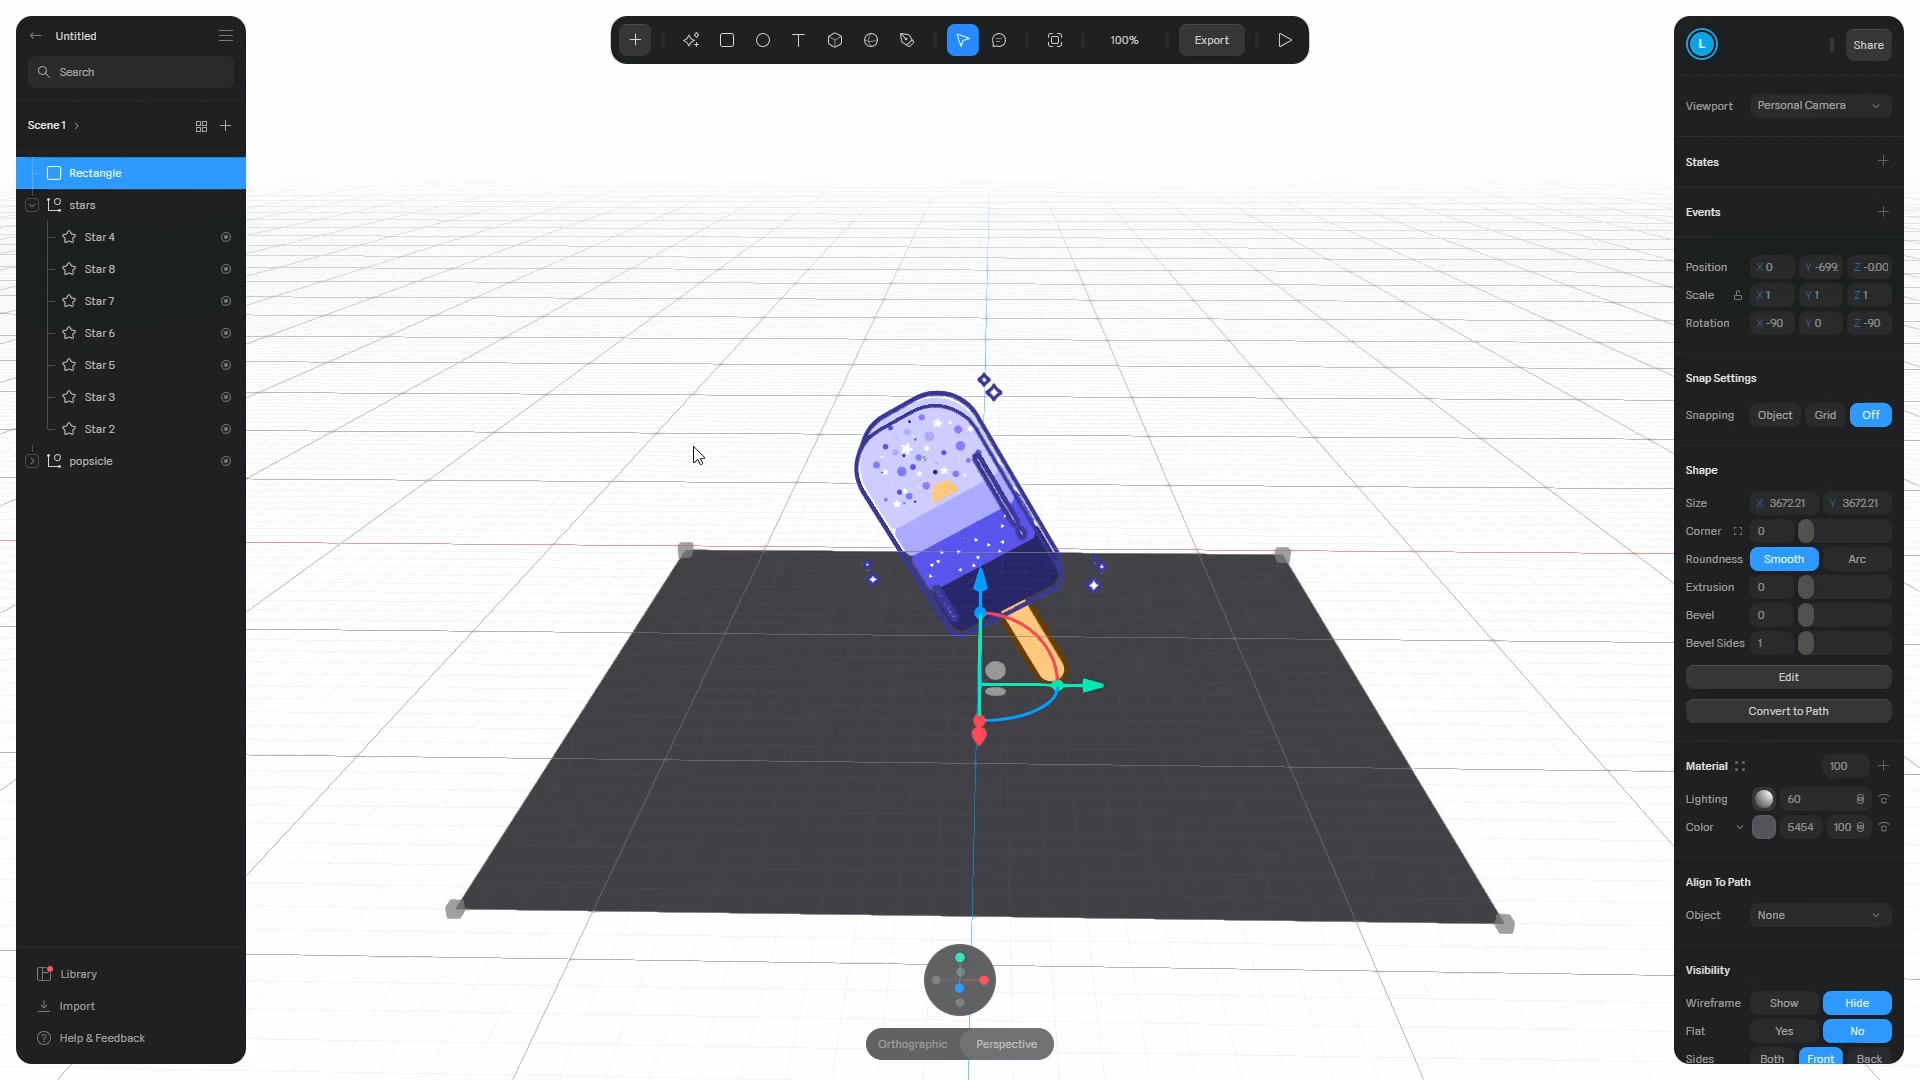 Untitled
Search
Scene 1
Rectangle
stars
Star 4
Star 8
Star 7
Star 6
Star 5
Star 3
Star 2
popsicle
Library
Import
Help & Feedback
T
100%
Export
Orthographic
Perspective
L
Share
Viewport Personal Camera
States
Events
Position X 0 Y -699. Z -0.00
Scale X 1 Y 1 Z 1
Rotation X -90 Y 0 Z -90
Snap Settings
Snapping Object Grid Off
Shape
Size X 3672.21 Y 3672.21
Corner 0
Roundness Smooth Arc
Extrusion 0
Bevel 0
Bevel Sides 1
Edit
Convert to Path
Material 100
Lighting 60
Color 5454 100
Align To Path
Object None
Visibility
Wireframe Show Hide
Flat Yes No
Sides Both Front Back